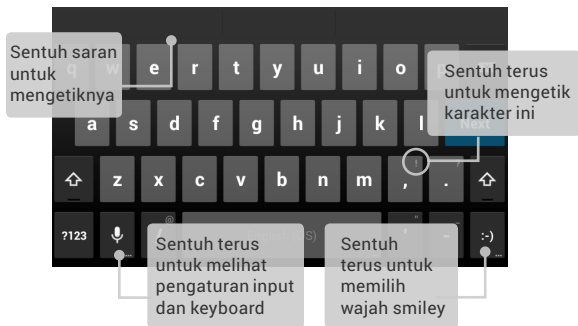 Sentuh saran
untuk
mengetiknya
q w e r t y u i o p
Sentuh terus
untuk mengetik
karakter ini
a s d f g h j k l Next
! ?
z x c v b n m , .
@ "
?123 / ' - :-)
Sentuh terus
untuk melihat
pengaturan input
dan keyboard
Sentuh
terus untuk
memilih
wajah smiley